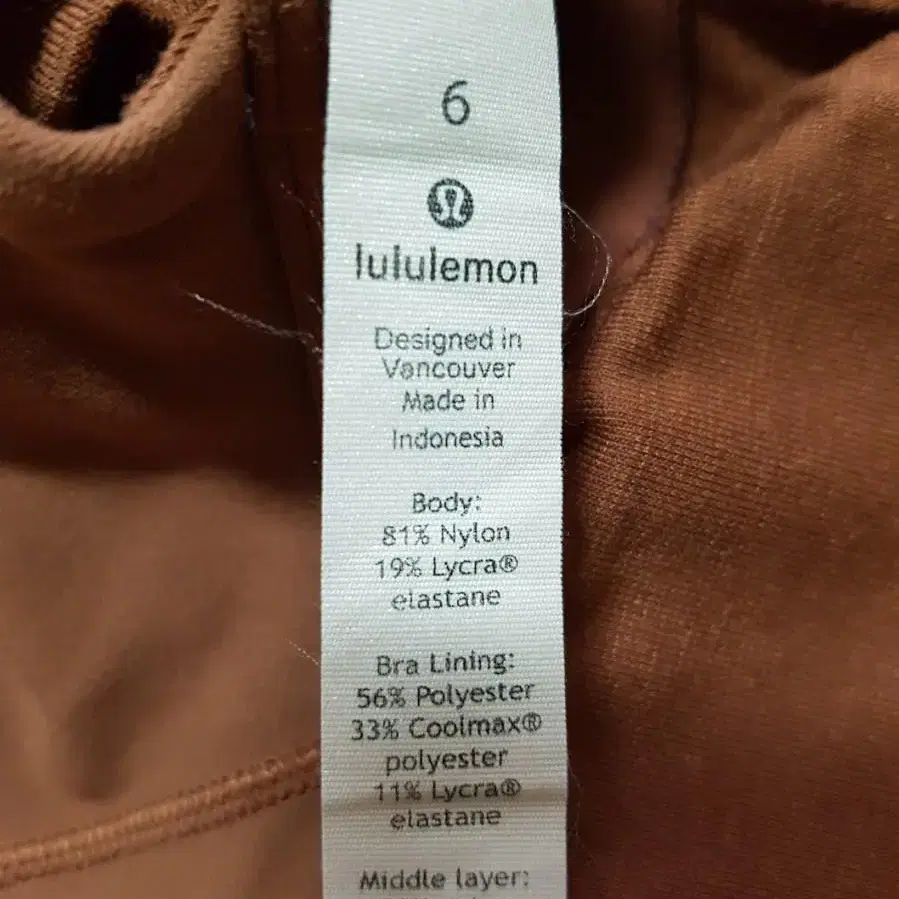 6
lululemon
Designed in
Vancouver
Made in
Indonesia
Body:
81% Nylon
19% Lycra®
elastane
Bra Lining:
56% Polyester
33% Coolmax®
polyester
11% Lycra®
elastane
Middle layer: